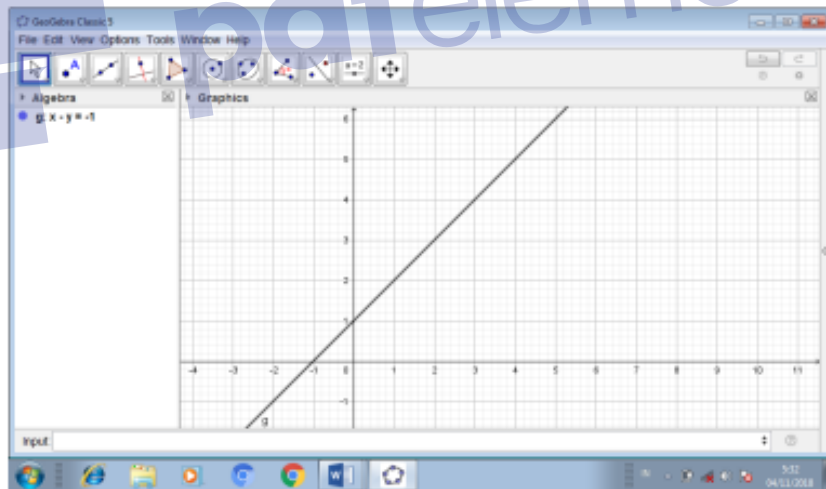 GeoGebra Classic 5
File Edit View Options Tools Window Help
Algebra
Graphics
g: x - y = -1
6
5
4
3
2
1
-4 -3 -2 -1 0 1 2 3 4 5 6 7 8 9 10 11
-1
g
Input:
9:32
04/11/2018